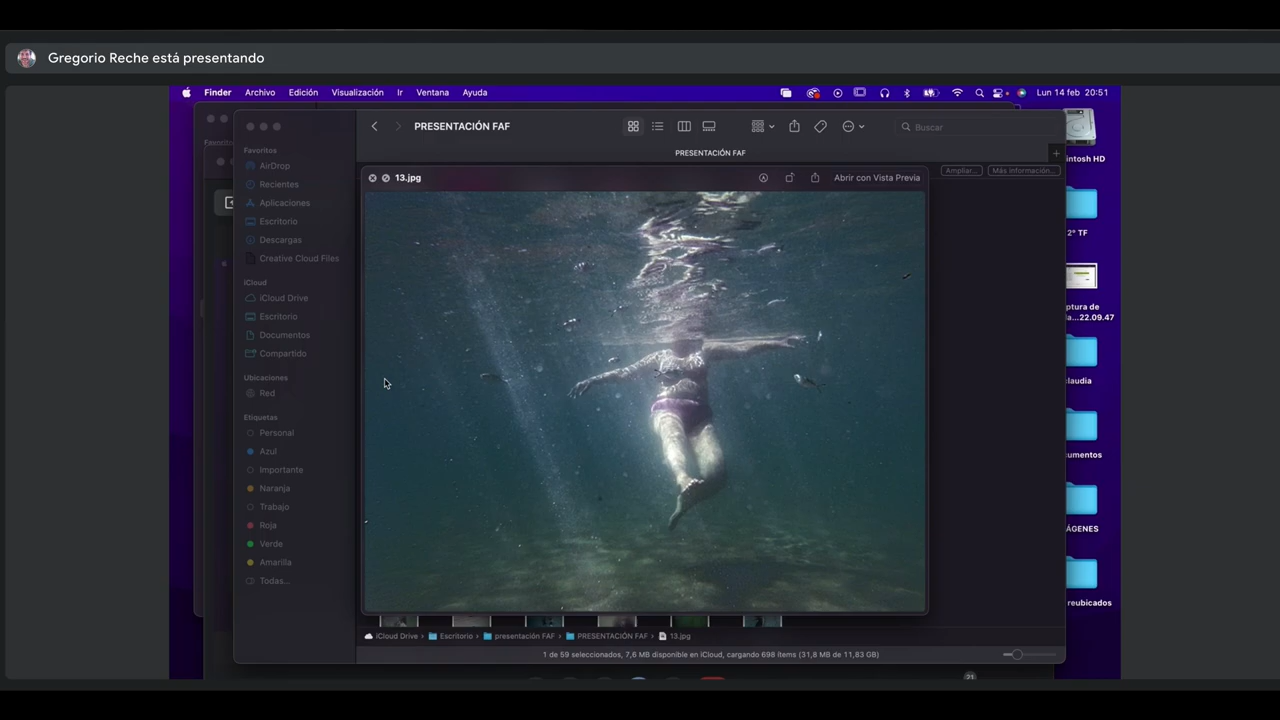 Gregorio Reche está presentando
Finder Archivo Edición Visualización Ir Ventana Ayuda
Lun 14 feb 20:51
PRESENTACIÓN FAF
Buscar
PRESENTACIÓN FAF
Ampliar...
Más información...
13.jpg
Abrir con Vista Previa
Favoritos
AirDrop
Recientes
Aplicaciones
Escritorio
Descargas
Creative Cloud Files
iCloud
iCloud Drive
Escritorio
Documentos
Compartido
Ubicaciones
Red
Etiquetas
Personal
Azul
Importante
Naranja
Trabajo
Roja
Verde
Amarilla
Todas...
intosh HD
2° TF
ptura de
la...22.09.47
claudia
cumentos
ÁGENES
reubicados
iCloud Drive › Escritorio › presentación FAF › PRESENTACIÓN FAF › 13.jpg
1 de 59 seleccionados, 7,6 MB disponible en iCloud, cargando 698 ítems (31,8 MB de 11,83 GB)
21